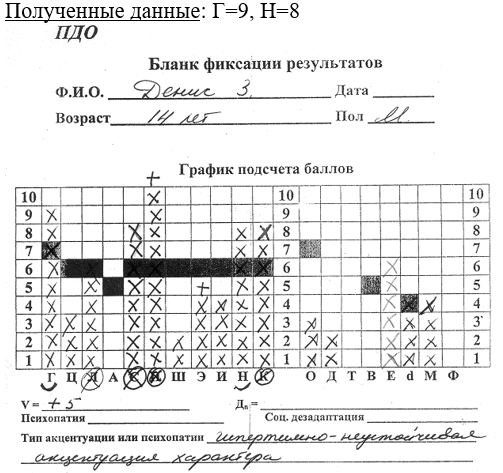 Полученные данные: Г=9, Н=8
ПДО
Бланк фиксации результатов
Ф.И.О. Денис З. Дата
Возраст 14 лет Пол М.
График подсчета баллов
+
10 10 10
9 9 9
8 8 8
7 7 7
6 6 6
5 5 5
4 4 4
3 3 3
2 2 2
1 1 1
Г Ц Л А С П Ш Э И Н К О Д Т В Е d М Ф
V = +5 Дн =
Психопатия Соц. дезадаптация
Тип акцентуации или психопатии гипертимно-неустойчивая
акцентуация характера